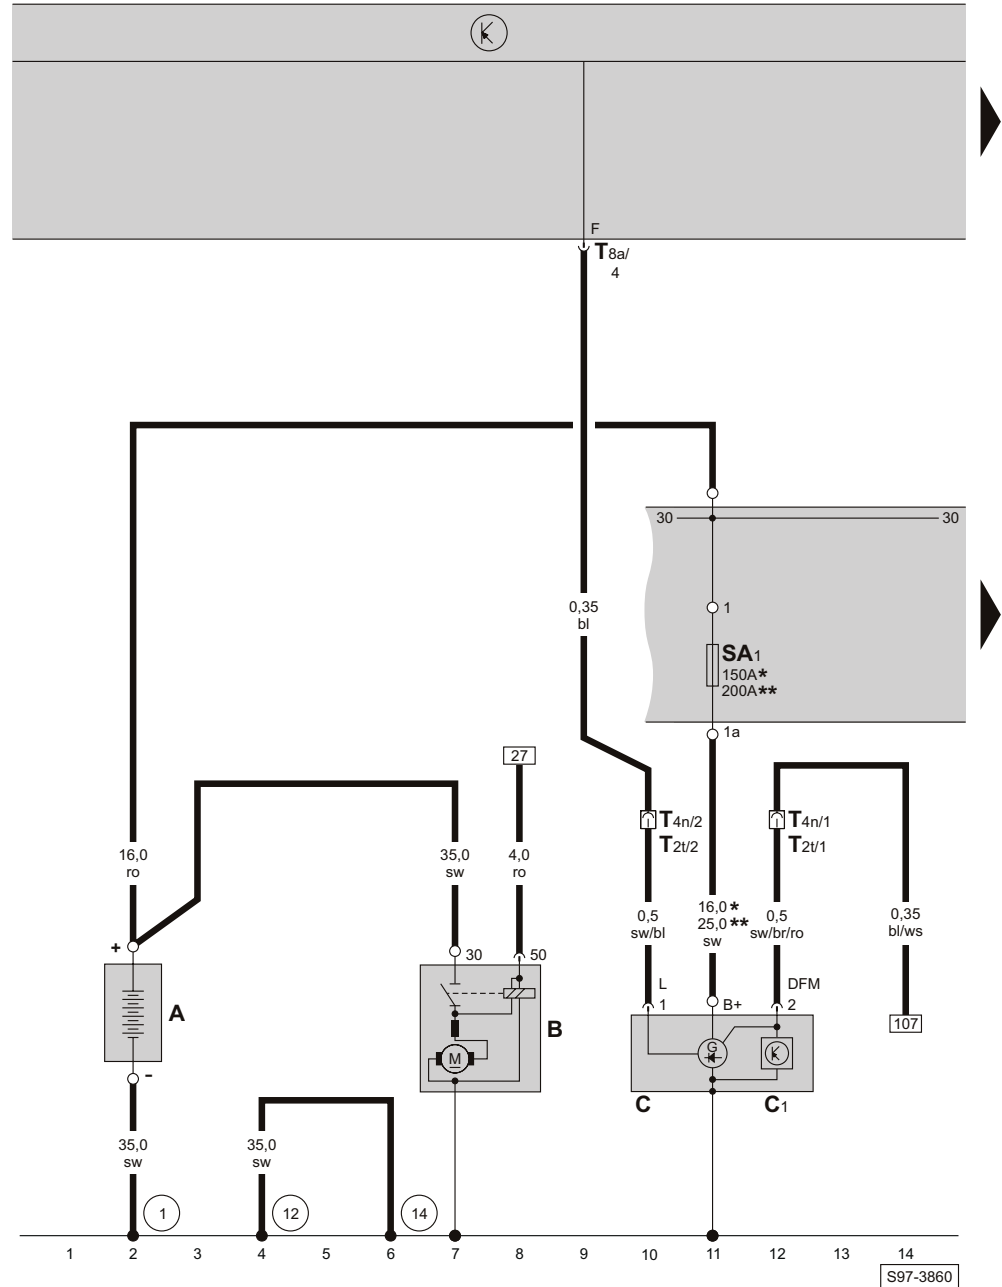 F
T8a/
4
30
30
1
SA1
150A*
200A**
0,35
bl
1a
27
T4n/2
T2t/2
T4n/1
T2t/1
16,0
ro
35,0
sw
4,0
ro
0,5
sw/bl
16,0 *
25,0 **
sw
0,5
sw/br/ro
0,35
bl/ws
+
30
50
L
1
B+
DFM
2
A
B
M
G
107
-
C
C1
35,0
sw
35,0
sw
1
12
14
1 2 3 4 5 6 7 8 9 10 11 12 13 14
S97-3860